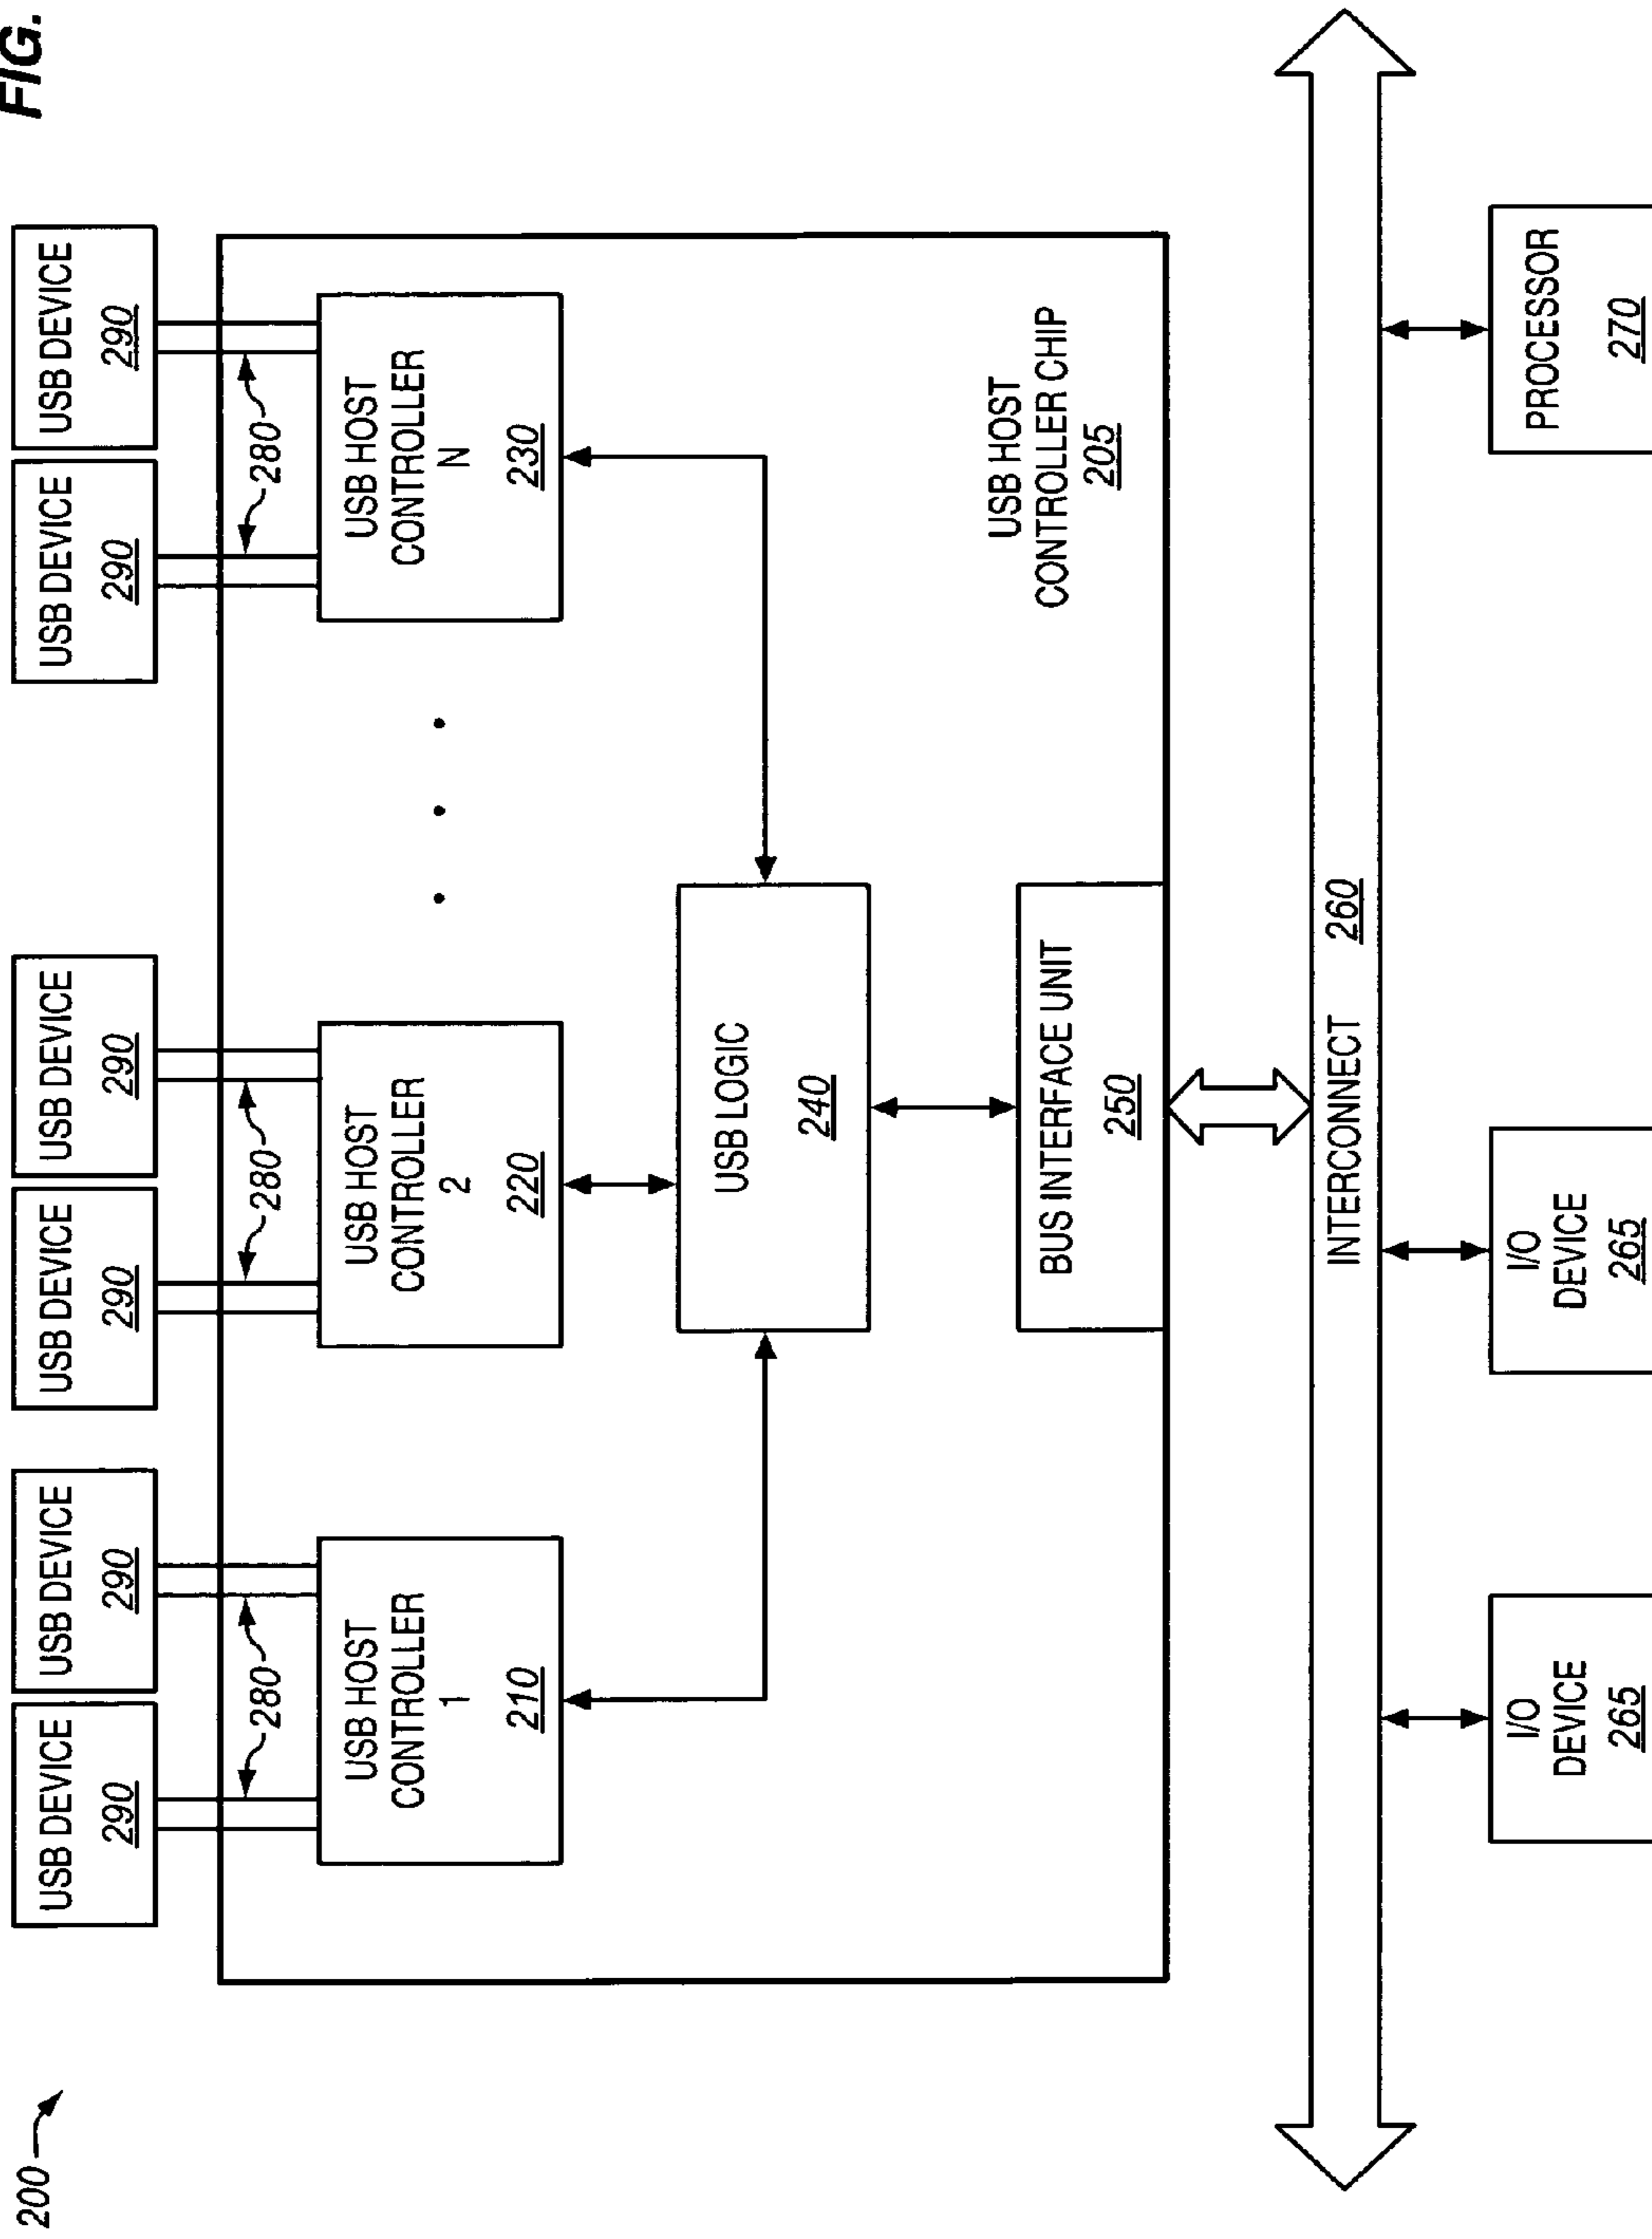 FIG.
200
USB DEVICE
290
USB DEVICE
290
USB DEVICE
290
USB DEVICE
290
USB DEVICE
290
USB DEVICE
290
280
280
280
USB HOST
CONTROLLER
1
210
USB HOST
CONTROLLER
2
220
. . .
USB HOST
CONTROLLER
N
230
USB LOGIC
240
BUS INTERFACE UNIT
250
USB HOST
CONTROLLER CHIP
205
INTERCONNECT 260
I/O
DEVICE
265
I/O
DEVICE
265
PROCESSOR
270